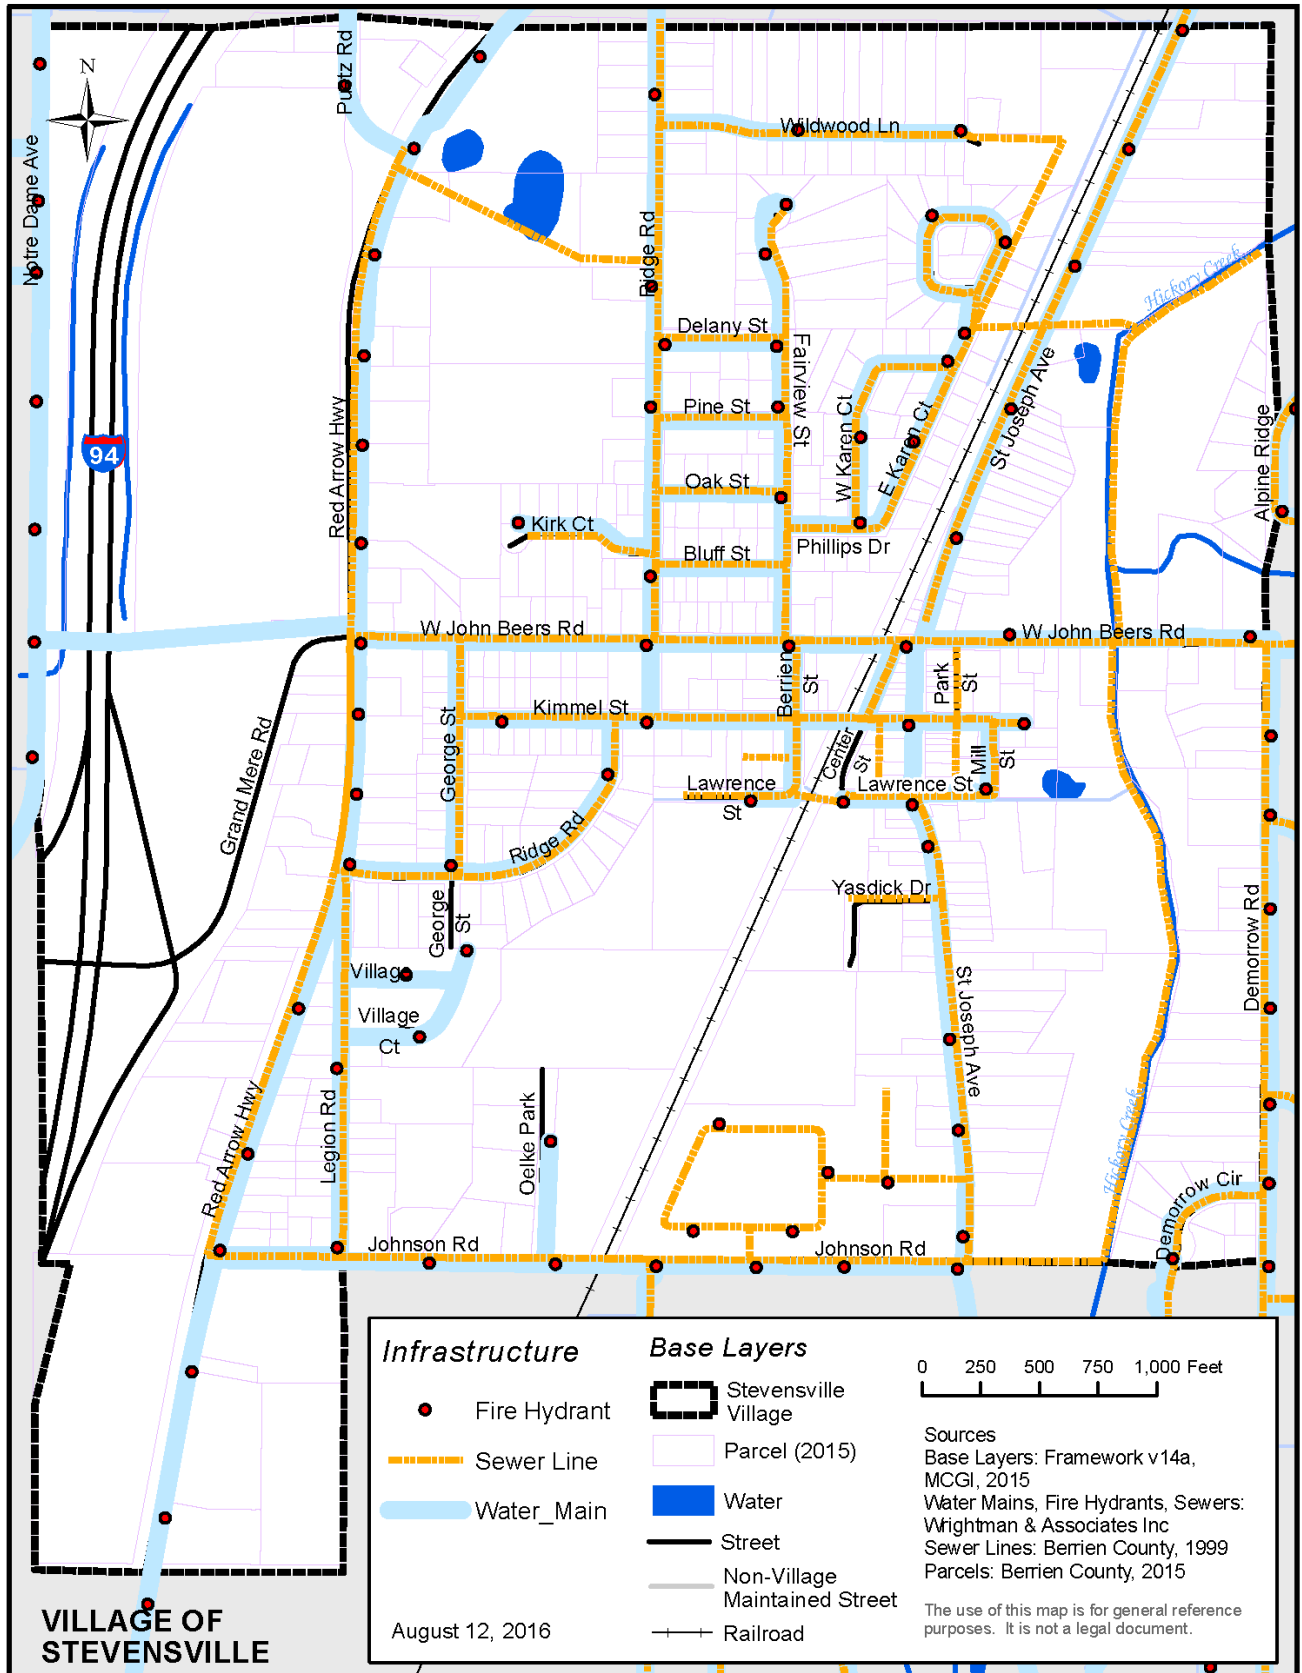 N
Putz Rd
Notre Dame Ave
Wildwood Ln
Ridge Rd
Hickory Creek
Delany St
Fairview St
St Joseph Ave
Pine St
W Karen Ct
E Karen Ct
Alpine Ridge
Red Arrow Hwy
94
Oak St
Kirk Ct
Phillips Dr
Bluff St
W John Beers Rd
W John Beers Rd
Berrien
St
Park
St
Kimmel St
George St
Grand Mere Rd
Center
St
Mill
St
Lawrence
St
Lawrence St
Ridge Rd
Yasdick Dr
George
St
Demorrow Rd
Village
Village
Ct
St Joseph Ave
Red Arrow Hwy
Legion Rd
Oelke Park
Hickory Creek
Demorrow Cir
Johnson Rd
Johnson Rd
Infrastructure
Fire Hydrant
Sewer Line
Water_Main
August 12, 2016
Base Layers
Stevensville
Village
Parcel (2015)
Water
Street
Non-Village
Maintained Street
Railroad
0 250 500 750 1,000 Feet
Sources
Base Layers: Framework v14a,
MCGI, 2015
Water Mains, Fire Hydrants, Sewers:
Wrightman & Associates Inc
Sewer Lines: Berrien County, 1999
Parcels: Berrien County, 2015
The use of this map is for general reference
purposes. It is not a legal document.
VILLAGE OF
STEVENSVILLE